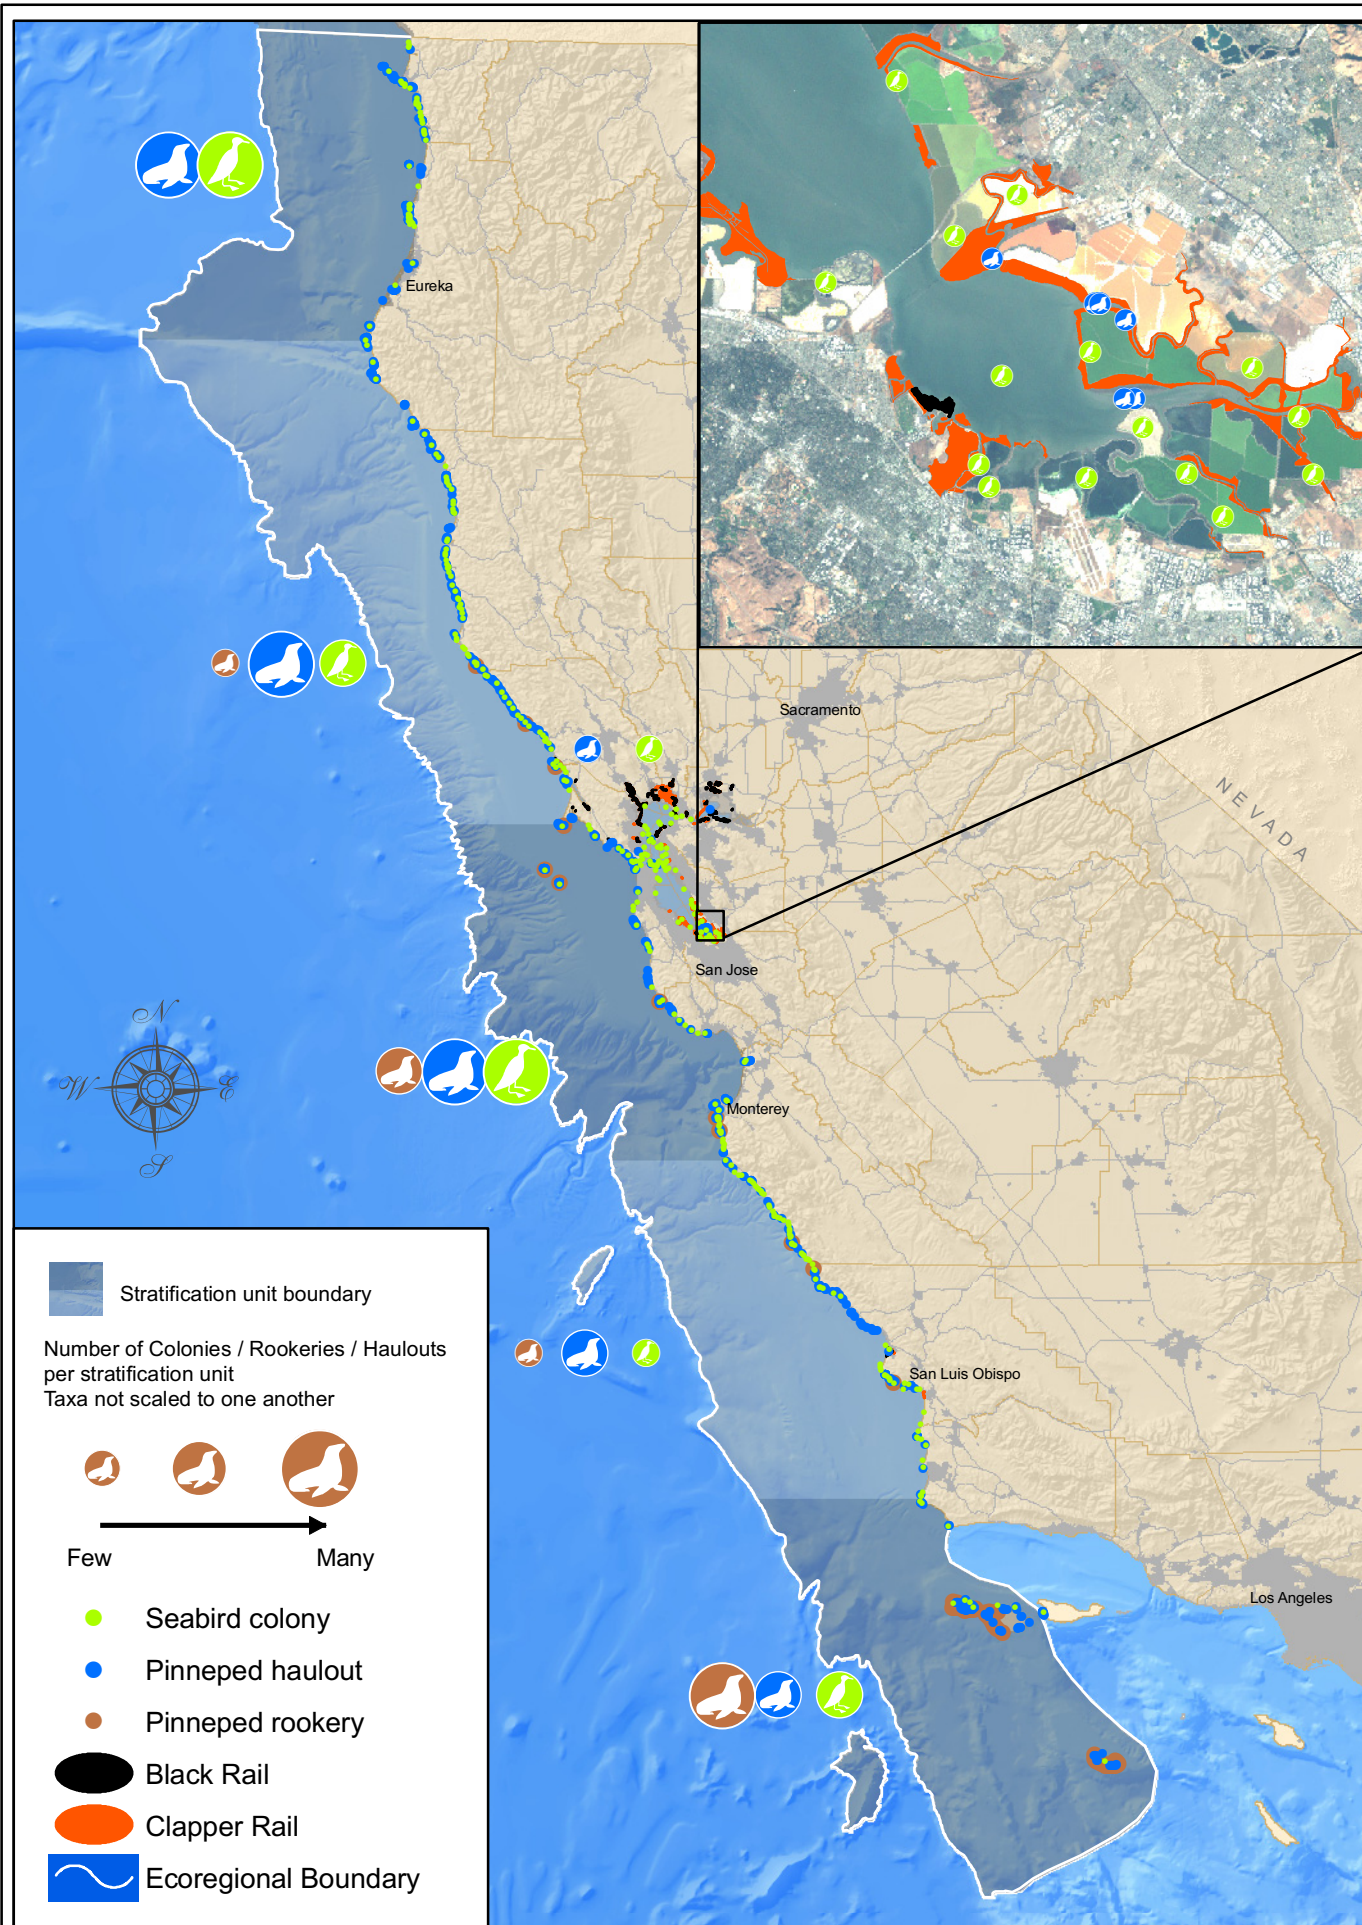 Eureka
Sacramento
NEVADA
San Jose
N
W
E
S
Monterey
San Luis Obispo
Los Angeles
Stratification unit boundary
Number of Colonies / Rookeries / Haulouts
per stratification unit
Taxa not scaled to one another
Few
Many
Seabird colony
Pinneped haulout
Pinneped rookery
Black Rail
Clapper Rail
Ecoregional Boundary